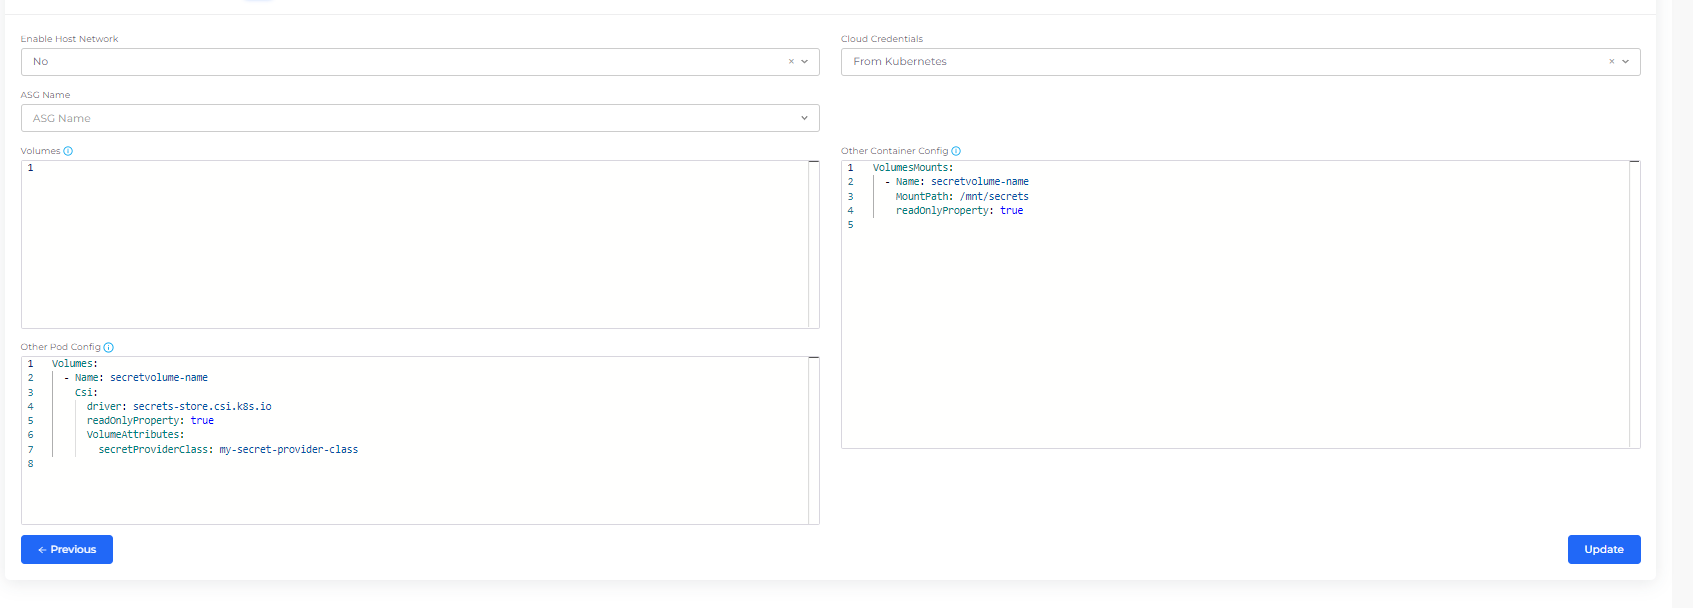 Enable Host Network
No
Cloud Credentials
From Kubernetes
ASG Name
ASG Name
Volumes
1
Other Container Config
1 VolumesMounts:
2 - Name: secretvolume-name
3 MountPath: /mnt/secrets
4 readOnlyProperty: true
5
Other Pod Config
1 Volumes:
2 - Name: secretvolume-name
3 Csi:
4 driver: secrets-store.csi.k8s.io
5 readOnlyProperty: true
6 VolumeAttributes:
7 secretProviderClass: my-secret-provider-class
8
← Previous
Update